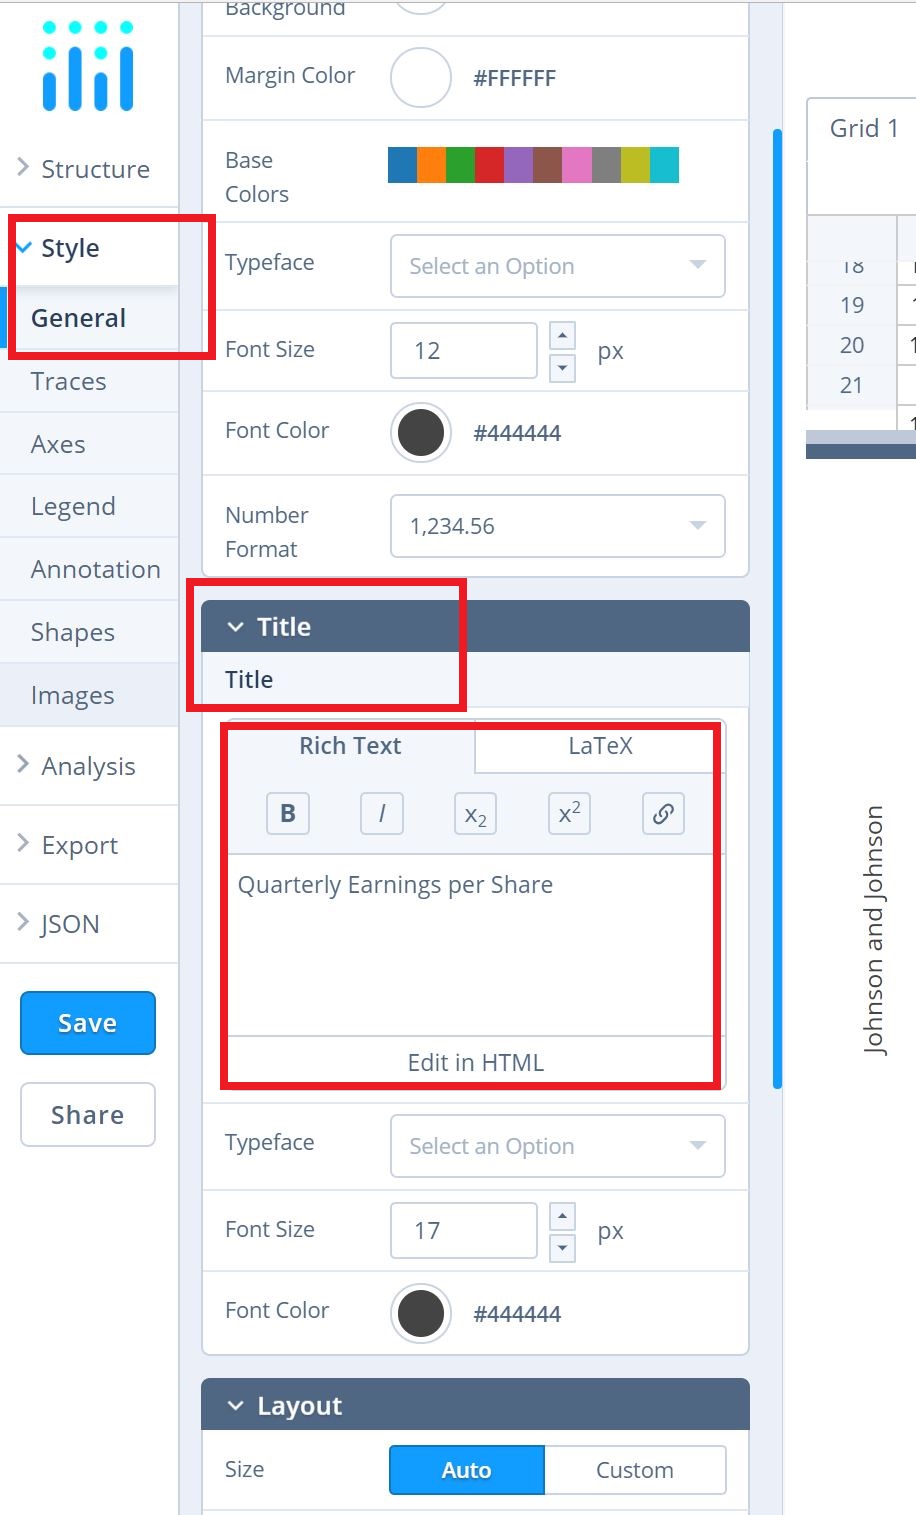 Background
Margin Color
#FFFFFF
Base
Colors
Typeface
Select an Option
Font Size
12
px
Font Color
#444444
Number
Format
1,234.56
Structure
Style
General
Traces
Axes
Legend
Annotation
Shapes
Images
Analysis
Export
JSON
Save
Share
Title
Title
Rich Text
LaTeX
B
I
x₂
x²
Quarterly Earnings per Share
Edit in HTML
Typeface
Select an Option
Font Size
17
px
Font Color
#444444
Layout
Size
Auto
Custom
Grid 1
18
19
20
21
Johnson and Johnson